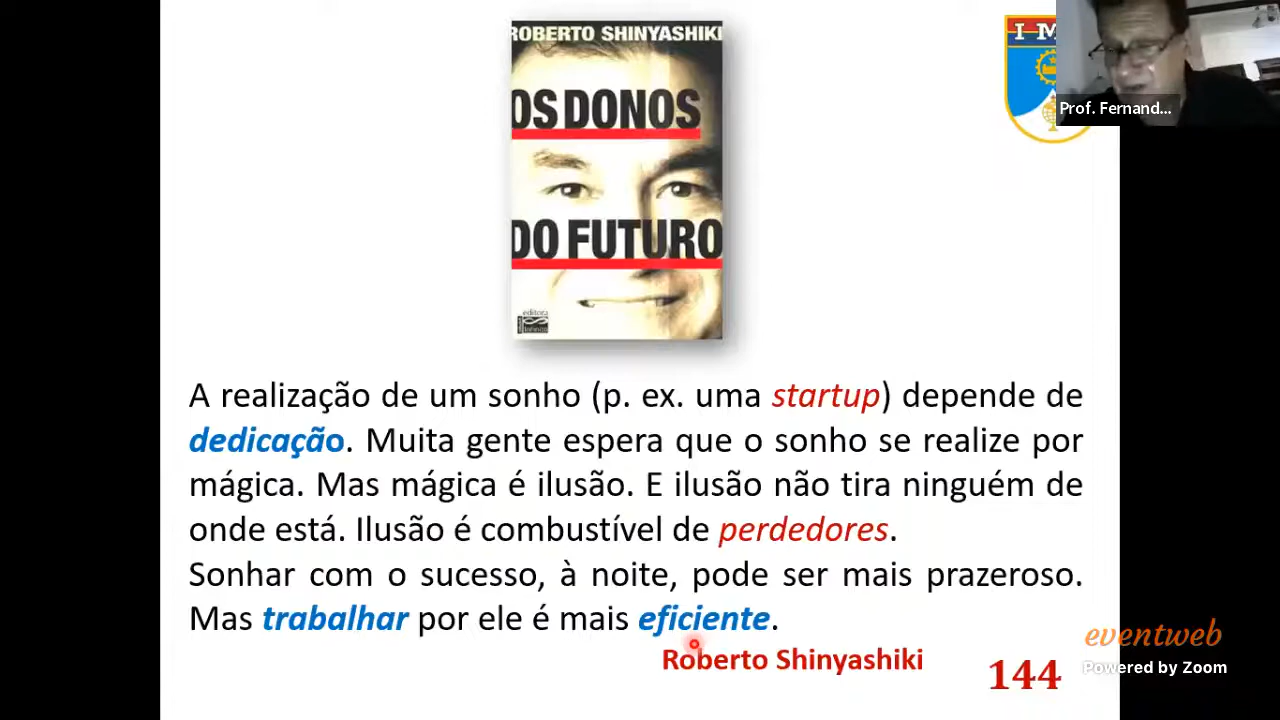 ROBERTO SHINYASHIKI
OS DONOS
DO FUTURO
editora
I M
Prof. Fernand...
A realização de um sonho (p. ex. uma startup) depende de
dedicação. Muita gente espera que o sonho se realize por
mágica. Mas mágica é ilusão. E ilusão não tira ninguém de
onde está. Ilusão é combustível de perdedores.
Sonhar com o sucesso, à noite, pode ser mais prazeroso.
Mas trabalhar por ele é mais eficiente.
Roberto Shinyashiki
144
eventweb
Powered by Zoom